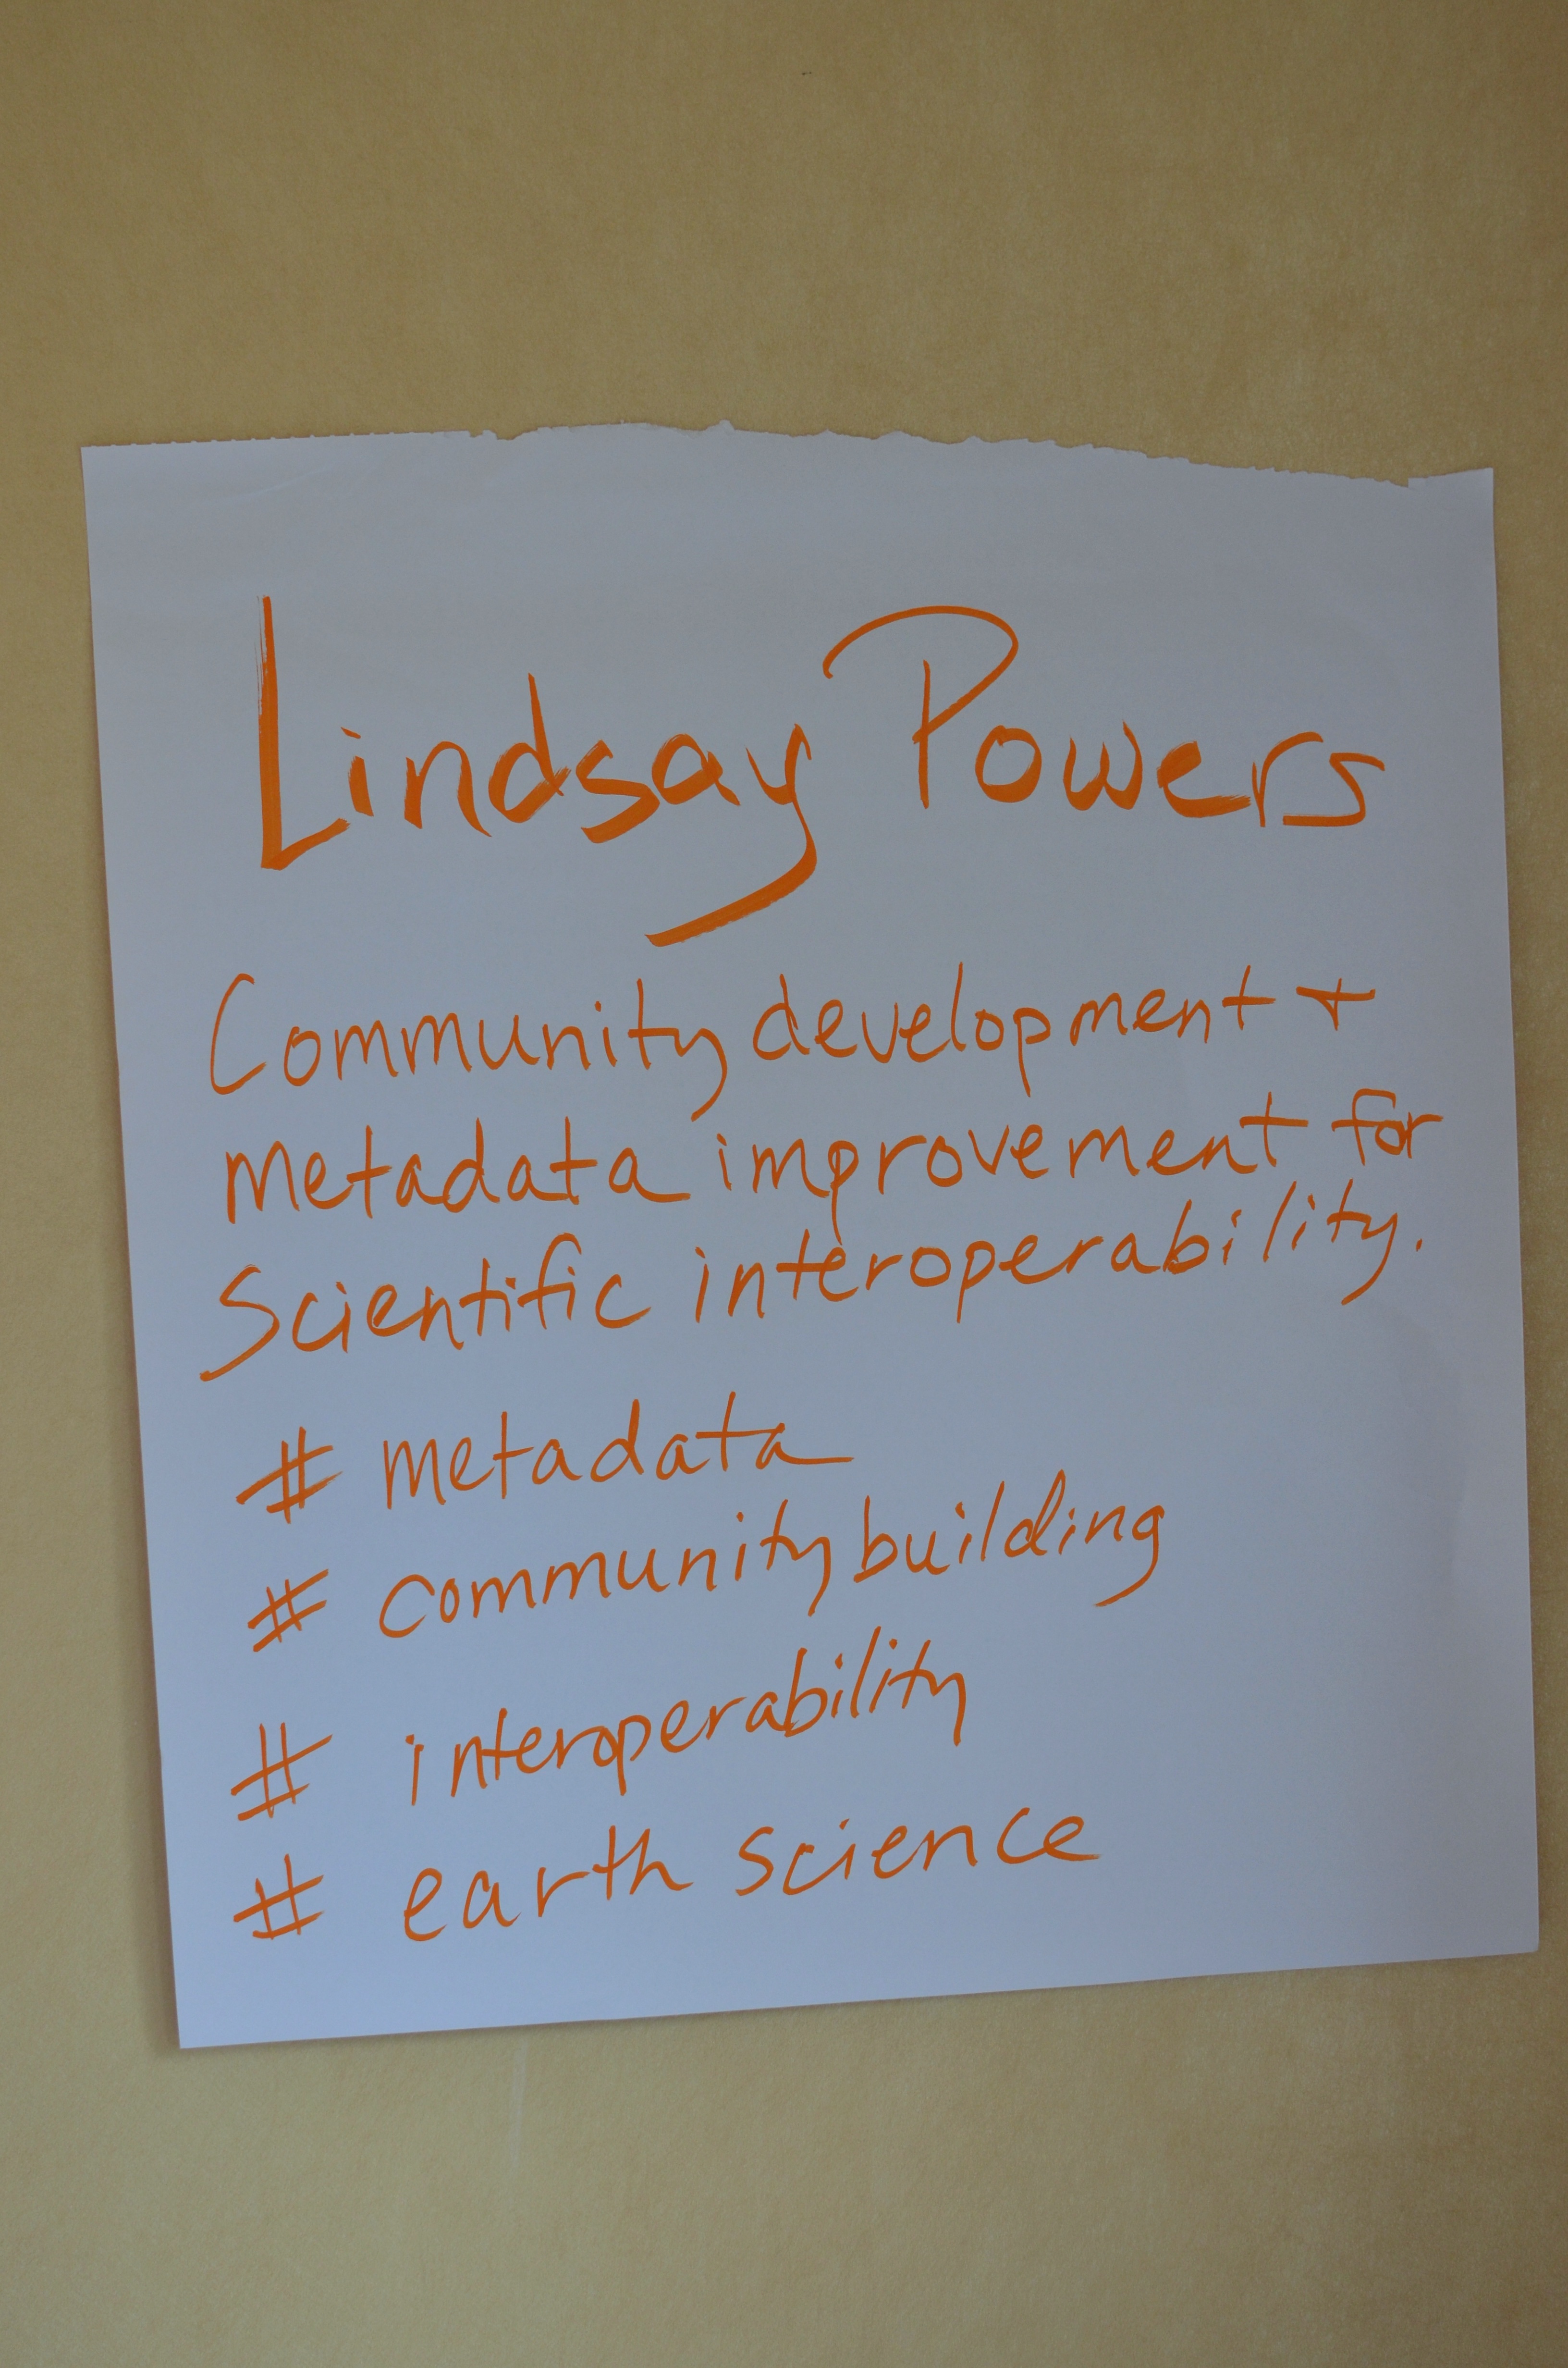 Lindsay Powers
Community development +
metadata improvement for
Scientific interoperability.
# metadata
# community building
# interoperability
# earth science